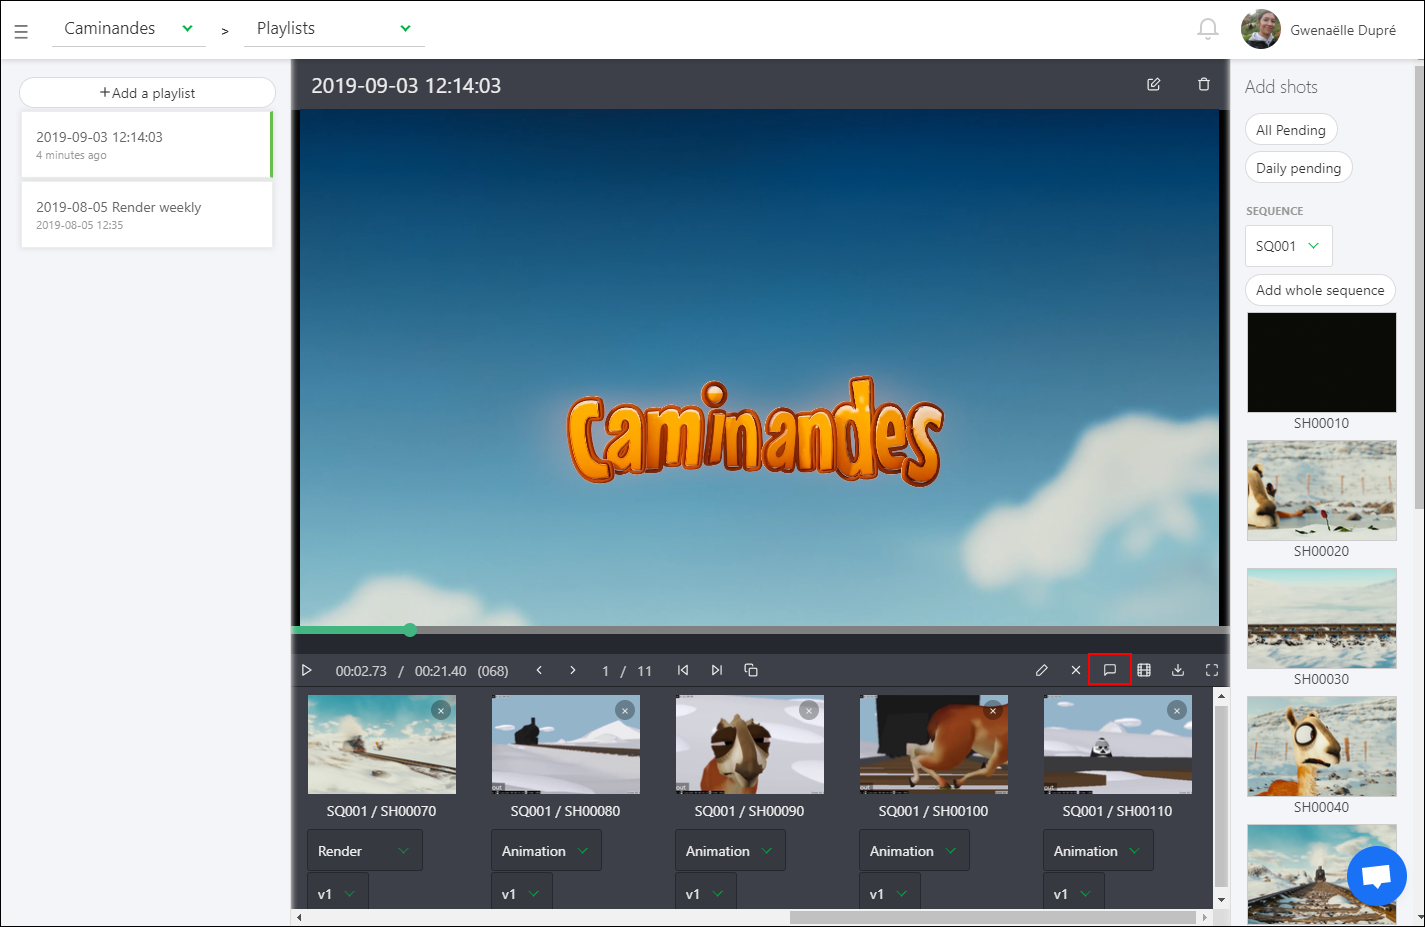 Caminandes > Playlists
Gwenaëlle Dupré
+ Add a playlist
2019-09-03 12:14:03
4 minutes ago
2019-08-05 Render weekly
2019-08-05 12:35
2019-09-03 12:14:03
Caminandes
00:02.73 / 00:21.40 (068) < > 1 / 11
SQ001 / SH00070
Render
v1
SQ001 / SH00080
Animation
v1
SQ001 / SH00090
Animation
v1
SQ001 / SH00100
Animation
v1
SQ001 / SH00110
Animation
v1
Add shots
All Pending
Daily pending
SEQUENCE
SQ001
Add whole sequence
SH00010
SH00020
SH00030
SH00040